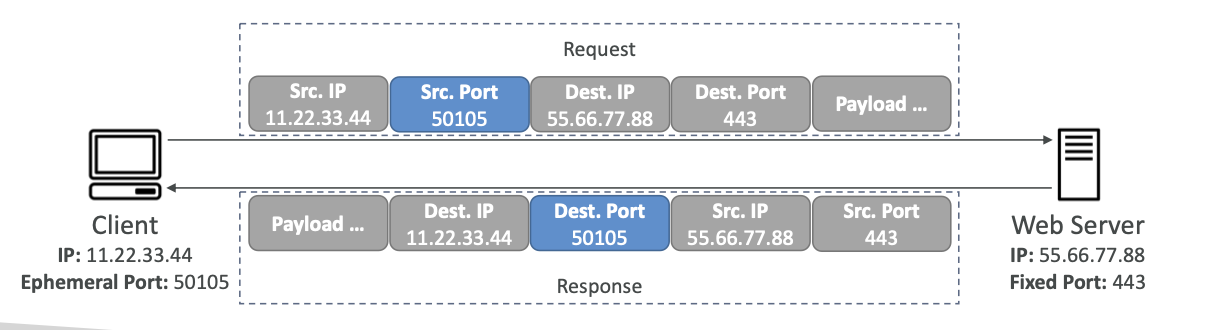 Request
Src. IP
11.22.33.44
Src. Port
50105
Dest. IP
55.66.77.88
Dest. Port
443
Payload ...
Client
IP: 11.22.33.44
Ephemeral Port: 50105
Web Server
IP: 55.66.77.88
Fixed Port: 443
Payload ...
Dest. IP
11.22.33.44
Dest. Port
50105
Src. IP
55.66.77.88
Src. Port
443
Response